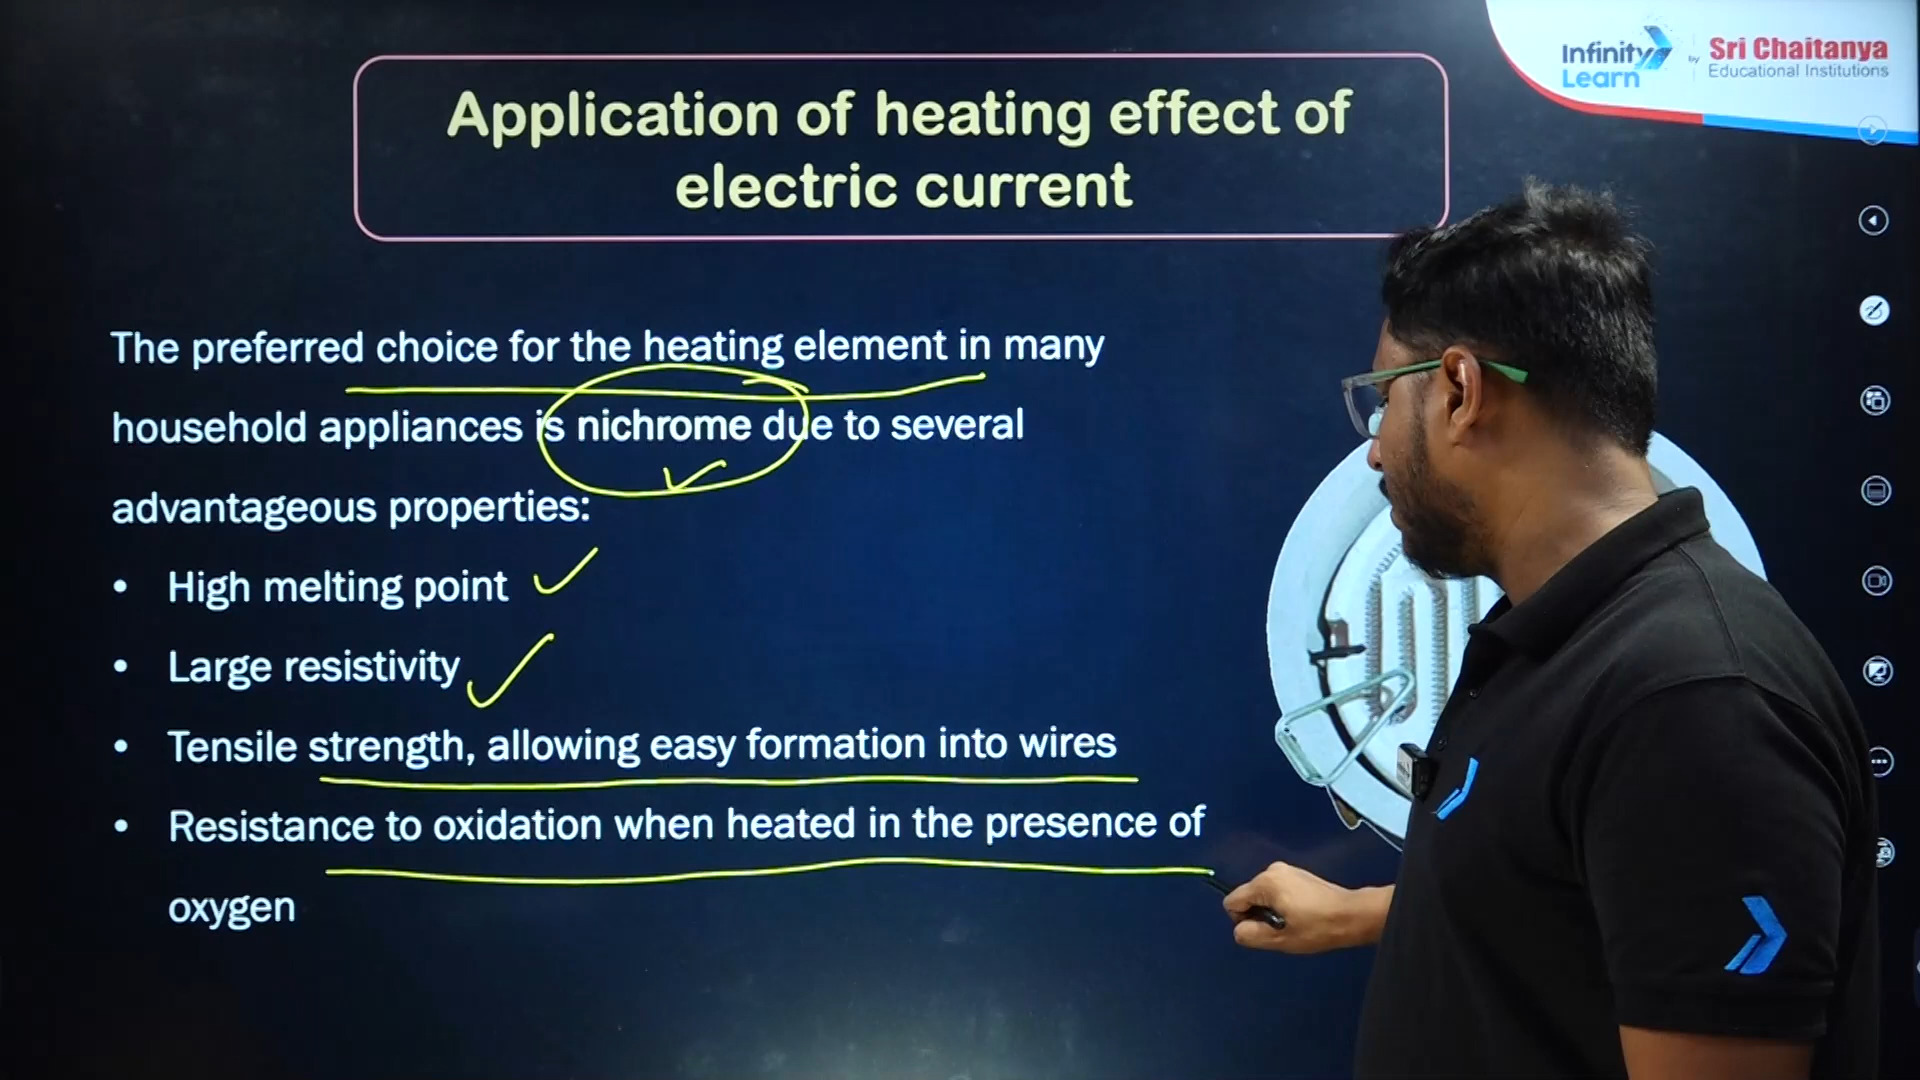 Infinity Learn by Sri Chaitanya
Educational Institutions
Application of heating effect of
electric current
The preferred choice for the heating element in many
household appliances is nichrome due to several
advantageous properties:
• High melting point
• Large resistivity
• Tensile strength, allowing easy formation into wires
• Resistance to oxidation when heated in the presence of
oxygen